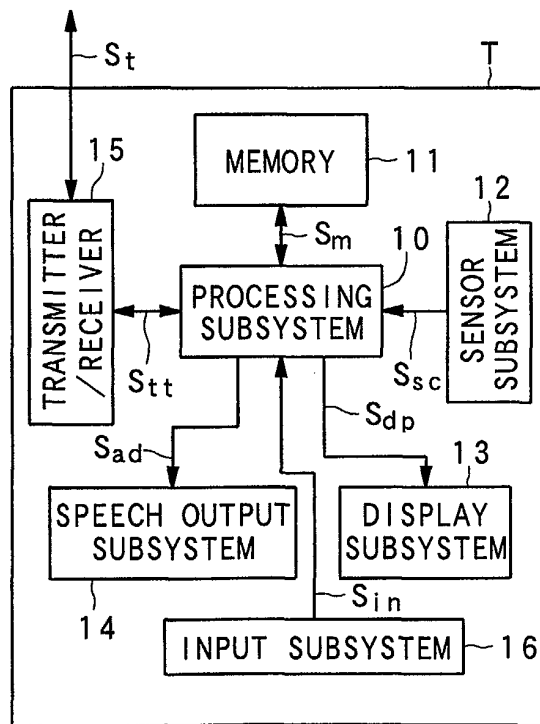 St
T
15
MEMORY
11
12
Sm
10
TRANSMITTER
/RECEIVER
PROCESSING
SUBSYSTEM
SENSOR
SUBSYSTEM
Stt
Ssc
Sad
Sdp
13
SPEECH OUTPUT
SUBSYSTEM
DISPLAY
SUBSYSTEM
14
Sin
INPUT SUBSYSTEM
16